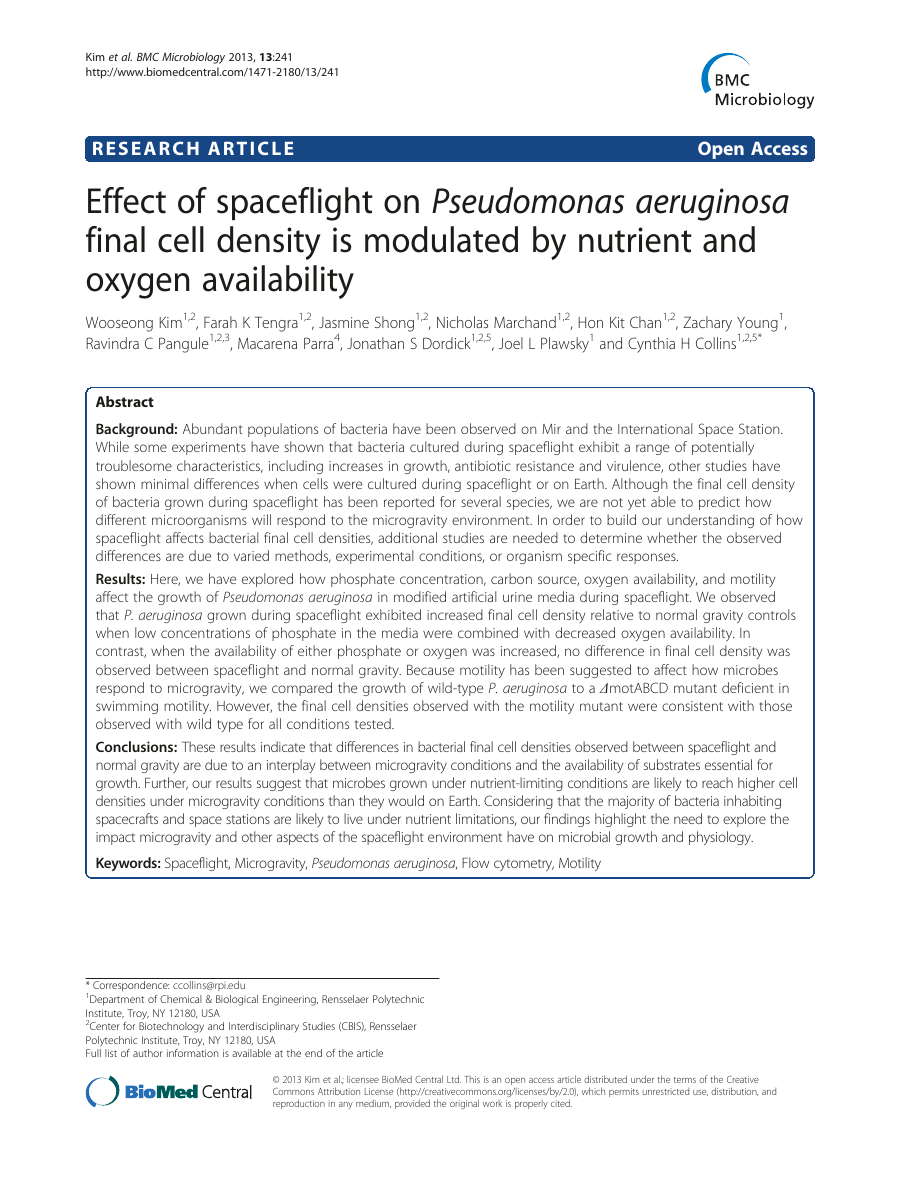 Kim et al. BMC Microbiology 2013, 13:241
http://www.biomedcentral.com/1471-2180/13/241
BMC
Microbiology
RESEARCH ARTICLE Open Access
Effect of spaceflight on Pseudomonas aeruginosa
final cell density is modulated by nutrient and
oxygen availability
Wooseong Kim1,2, Farah K Tengra1,2, Jasmine Shong1,2, Nicholas Marchand1,2, Hon Kit Chan1,2, Zachary Young1,
Ravindra C Pangule1,2,3, Macarena Parra4, Jonathan S Dordick1,2,5, Joel L Plawsky1 and Cynthia H Collins1,2,5*
Abstract
Background: Abundant populations of bacteria have been observed on Mir and the International Space Station.
While some experiments have shown that bacteria cultured during spaceflight exhibit a range of potentially
troublesome characteristics, including increases in growth, antibiotic resistance and virulence, other studies have
shown minimal differences when cells were cultured during spaceflight or on Earth. Although the final cell density
of bacteria grown during spaceflight has been reported for several species, we are not yet able to predict how
different microorganisms will respond to the microgravity environment. In order to build our understanding of how
spaceflight affects bacterial final cell densities, additional studies are needed to determine whether the observed
differences are due to varied methods, experimental conditions, or organism specific responses.
Results: Here, we have explored how phosphate concentration, carbon source, oxygen availability, and motility
affect the growth of Pseudomonas aeruginosa in modified artificial urine media during spaceflight. We observed
that P. aeruginosa grown during spaceflight exhibited increased final cell density relative to normal gravity controls
when low concentrations of phosphate in the media were combined with decreased oxygen availability. In
contrast, when the availability of either phosphate or oxygen was increased, no difference in final cell density was
observed between spaceflight and normal gravity. Because motility has been suggested to affect how microbes
respond to microgravity, we compared the growth of wild-type P. aeruginosa to a ΔmotABCD mutant deficient in
swimming motility. However, the final cell densities observed with the motility mutant were consistent with those
observed with wild type for all conditions tested.
Conclusions: These results indicate that differences in bacterial final cell densities observed between spaceflight and
normal gravity are due to an interplay between microgravity conditions and the availability of substrates essential for
growth. Further, our results suggest that microbes grown under nutrient-limiting conditions are likely to reach higher cell
densities under microgravity conditions than they would on Earth. Considering that the majority of bacteria inhabiting
spacecrafts and space stations are likely to live under nutrient limitations, our findings highlight the need to explore the
impact microgravity and other aspects of the spaceflight environment have on microbial growth and physiology.
Keywords: Spaceflight, Microgravity, Pseudomonas aeruginosa, Flow cytometry, Motility
* Correspondence: ccollins@rpi.edu
1Department of Chemical & Biological Engineering, Rensselaer Polytechnic
Institute, Troy, NY 12180, USA
2Center for Biotechnology and Interdisciplinary Studies (CBIS), Rensselaer
Polytechnic Institute, Troy, NY 12180, USA
Full list of author information is available at the end of the article
BioMed Central
© 2013 Kim et al.; licensee BioMed Central Ltd. This is an open access article distributed under the terms of the Creative
Commons Attribution License (http://creativecommons.org/licenses/by/2.0), which permits unrestricted use, distribution, and
reproduction in any medium, provided the original work is properly cited.